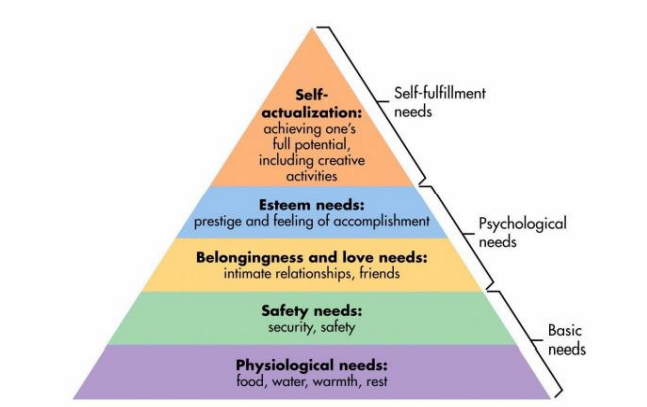 Self-
actualization:
achieving one's
full potential,
including creative
activities
Self-fulfillment
needs
Esteem needs:
prestige and feeling of accomplishment
Psychological
needs
Belongingness and love needs:
intimate relationships, friends
Safety needs:
security, safety
Basic
needs
Physiological needs:
food, water, warmth, rest